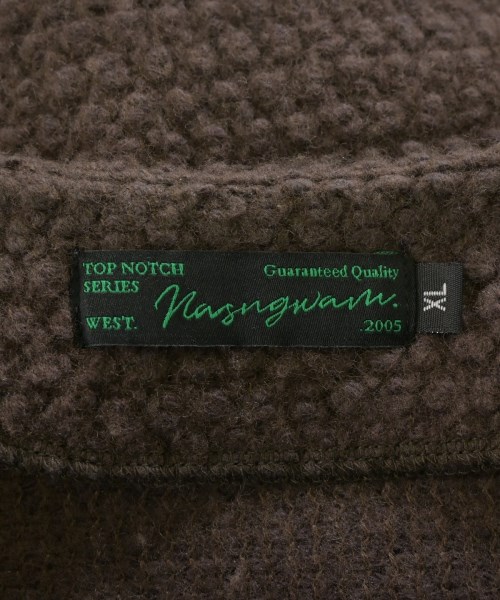 TOP NOTCH
SERIES
Guaranteed Quality
nasngwam.
WEST.
.2005
XL